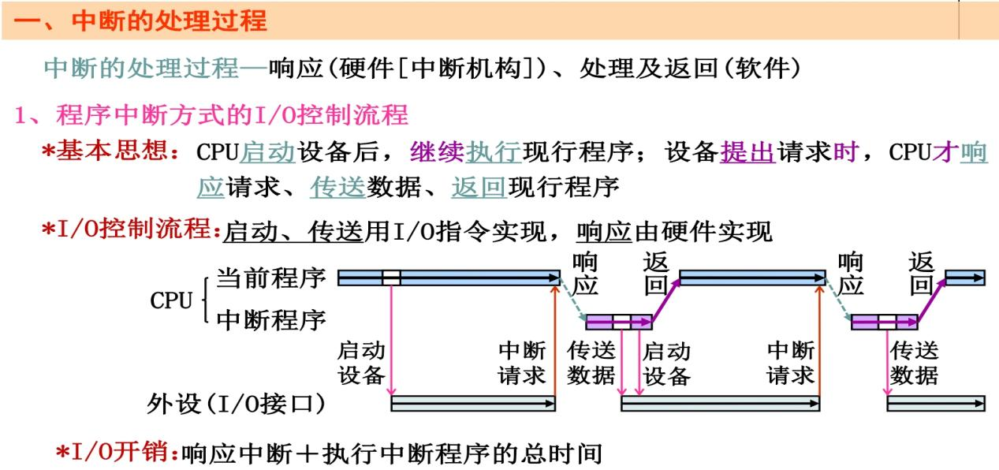 一、中断的处理过程
中断的处理过程—响应(硬件[中断机构])、处理及返回(软件)
1、程序中断方式的I/O控制流程
*基本思想：CPU启动设备后，继续执行现行程序；设备提出请求时，CPU才响
应请求、传送数据、返回现行程序
*I/O控制流程:启动、传送用I/O指令实现，响应由硬件实现
响应 返回 响应 返回
CPU
当前程序
中断程序
启动设备 中断请求 传送数据 启动设备 中断请求 传送数据
外设(I/O接口)
*I/O开销:响应中断＋执行中断程序的总时间